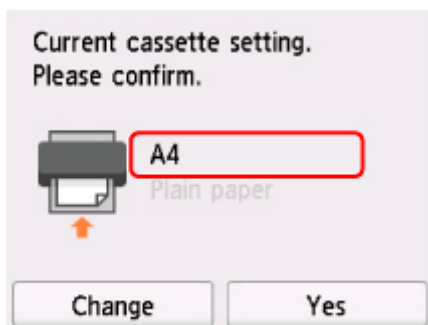 Current cassette setting.
Please confirm.
A4
Plain paper
Change Yes